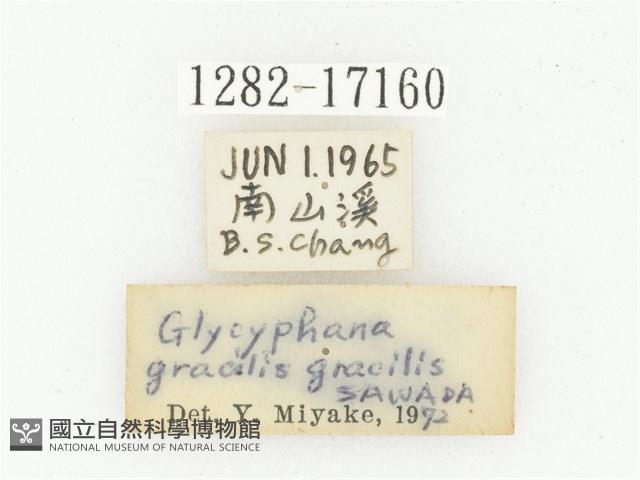 1282-17160
JUN 1.1965
南山溪
B.S.Chang
Glycyphana
gracilis gracilis
SAWADA
Det. Y. Miyake, 1972
國立自然科學博物館
NATIONAL MUSEUM OF NATURAL SCIENCE